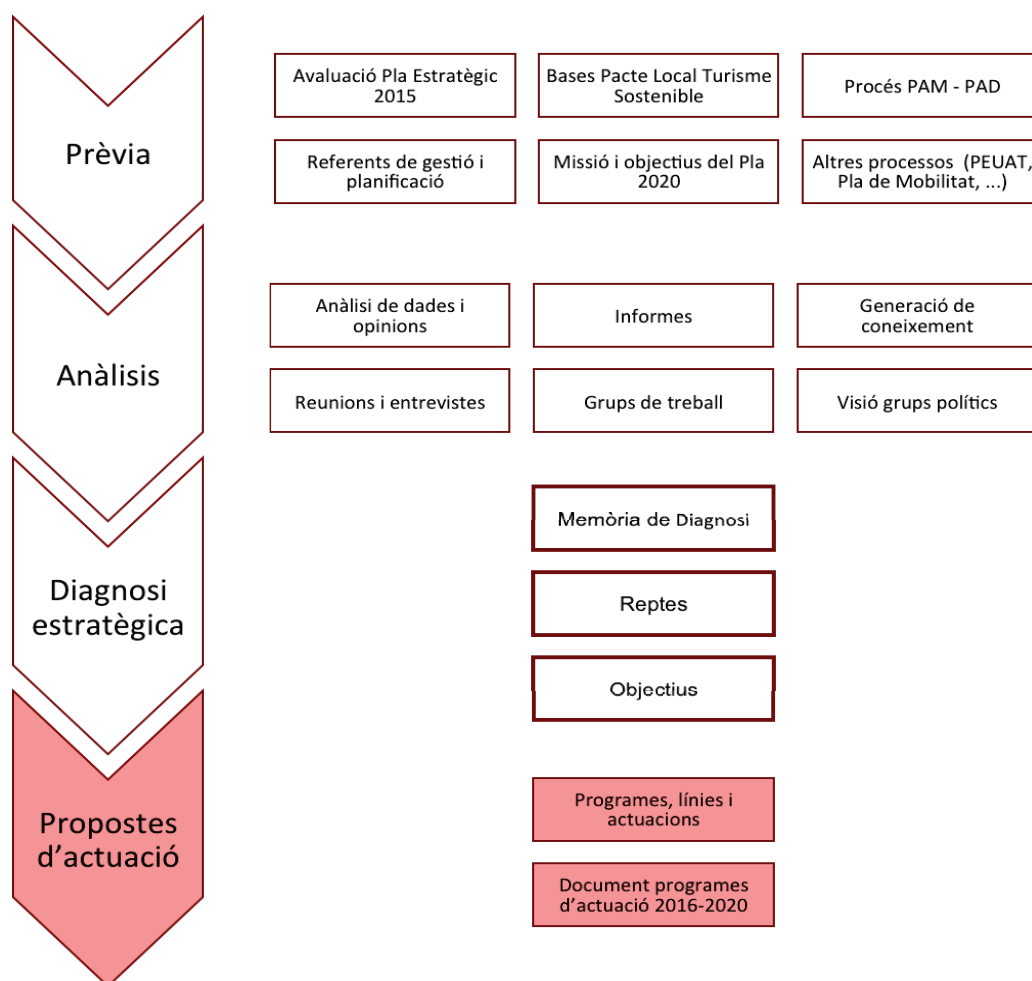 Prèvia
Avaluació Pla Estratègic
2015
Bases Pacte Local Turisme
Sostenible
Procés PAM - PAD
Referents de gestió i
planificació
Missió i objectius del Pla
2020
Altres processos (PEUAT,
Pla de Mobilitat, ...)
Anàlisis
Anàlisi de dades i
opinions
Informes
Generació de
coneixement
Reunions i entrevistes
Grups de treball
Visió grups polítics
Diagnosi
estratègica
Memòria de Diagnosi
Reptes
Objectius
Propostes
d’actuació
Programes, línies i
actuacions
Document programes
d’actuació 2016-2020